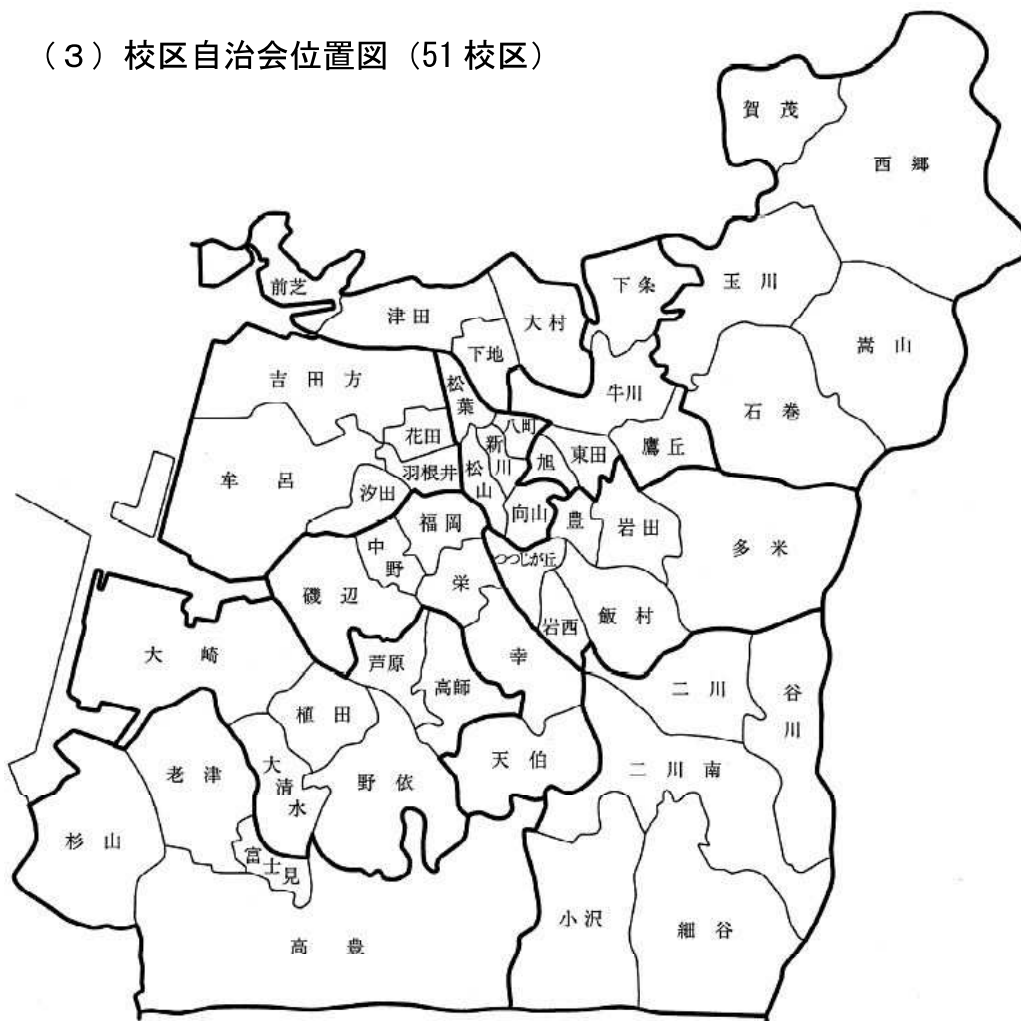 （３）校区自治会位置図（51 校区）
賀茂
西郷
玉川
下条
前芝
津田
大村
嵩山
下地
吉田方
松葉
牛川
石巻
花田
八町
新川
旭
東田
鷹丘
牟呂
羽根井
松山
汐田
向山
豊
岩田
福岡
多米
中野
つつじが丘
栄
磯辺
飯村
岩西
大崎
芦原
高師
幸
二川
谷川
植田
天伯
二川南
老津
大清水
野依
杉山
富士見
小沢
細谷
高豊